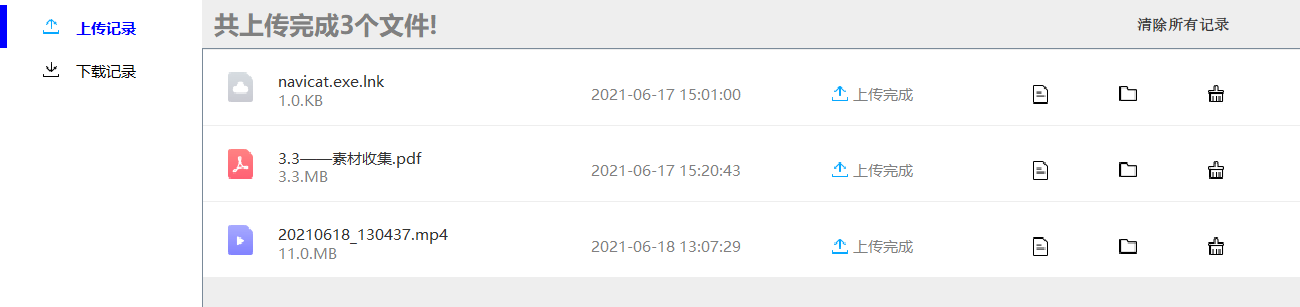 上传记录
下载记录
共上传完成3个文件!
清除所有记录
navicat.exe.lnk
1.0.KB
2021-06-17 15:01:00
上传完成
3.3——素材收集.pdf
3.3.MB
2021-06-17 15:20:43
上传完成
20210618_130437.mp4
11.0.MB
2021-06-18 13:07:29
上传完成